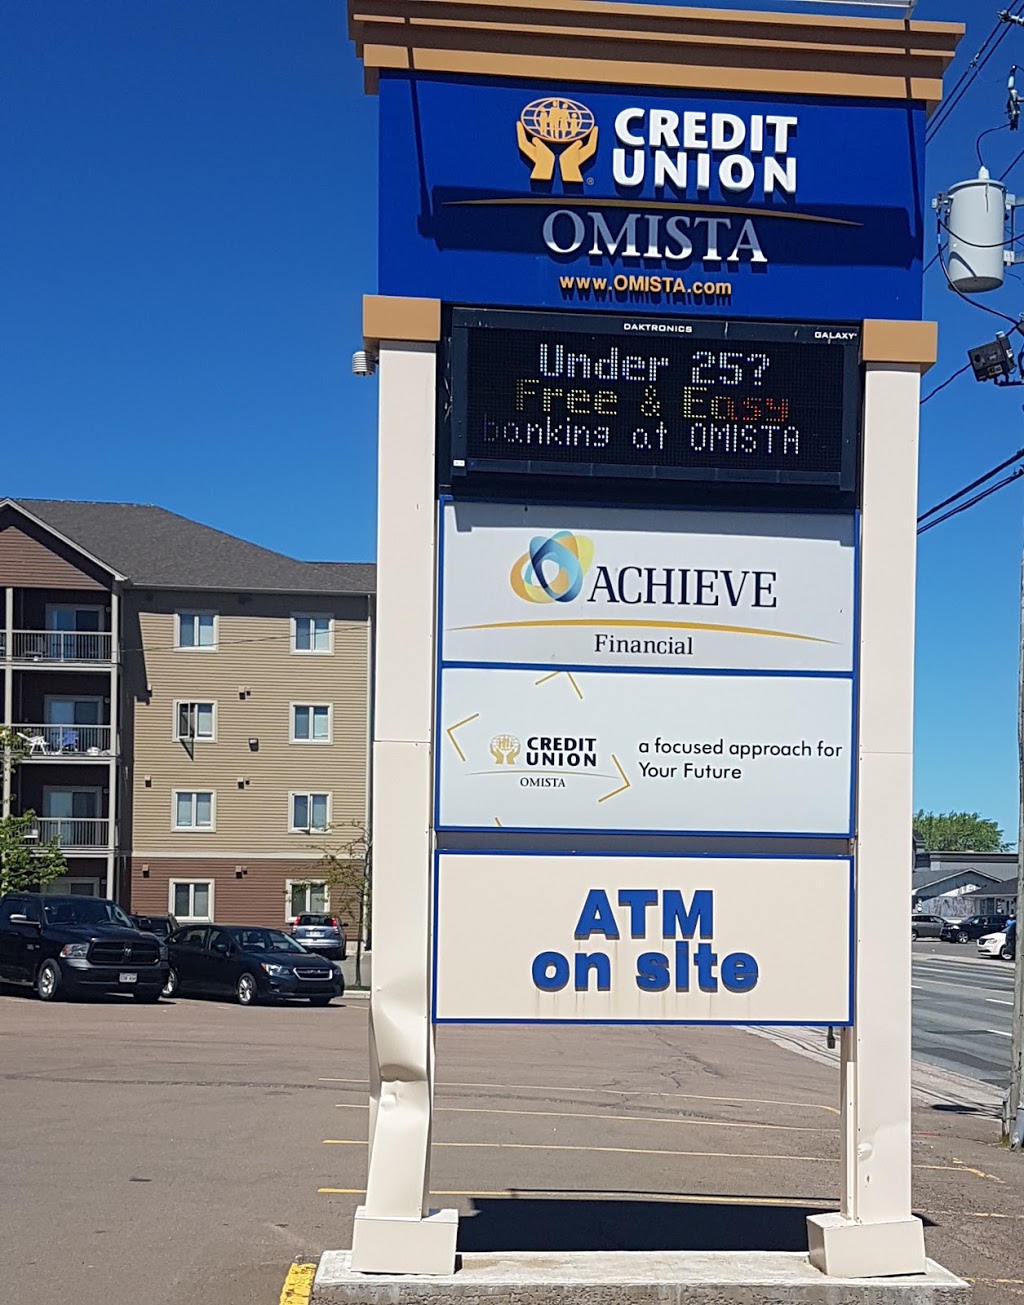 CREDIT
UNION
®
OMISTA
www.OMISTA.com
DAKTRONICS GALAXY
Under 25?
Free & Easy
banking at OMISTA
ACHIEVE
Financial
CREDIT
UNION
OMISTA
a focused approach for
Your Future
ATM
on site